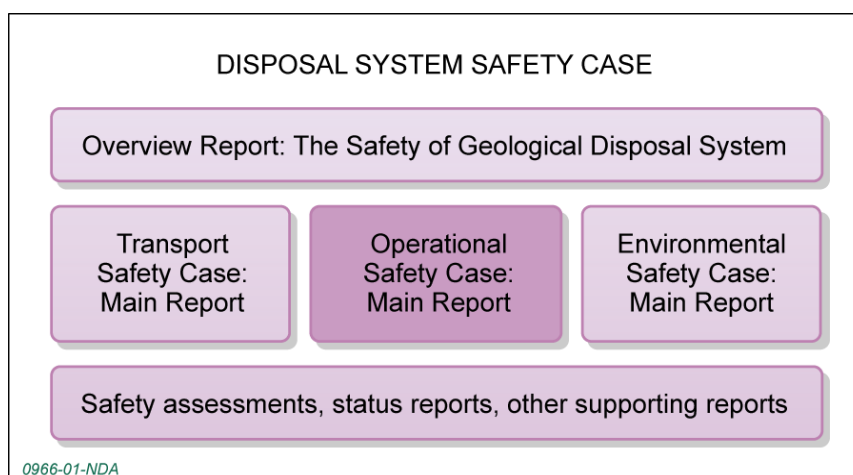 DISPOSAL SYSTEM SAFETY CASE
Overview Report: The Safety of Geological Disposal System
Transport
Safety Case:
Main Report
Operational
Safety Case:
Main Report
Environmental
Safety Case:
Main Report
Safety assessments, status reports, other supporting reports
0966-01-NDA